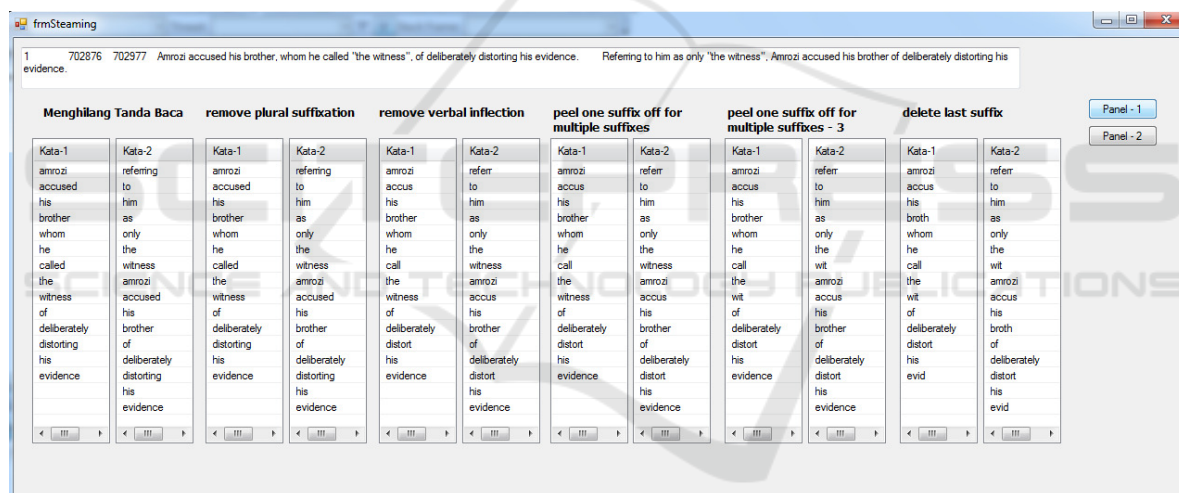 frmSteaming
1 702876 702977 Amrozi accused his brother, whom he called "the witness", of deliberately distorting his evidence. Referring to him as only "the witness", Amrozi accused his brother of deliberately distorting his
evidence.
Menghilang Tanda Baca remove plural suffixation remove verbal inflection peel one suffix off for peel one suffix off for delete last suffix Panel - 1
multiple suffixes multiple suffixes - 3
Panel - 2
Kata-1 Kata-2 Kata-1 Kata-2 Kata-1 Kata-2 Kata-1 Kata-2 Kata-1 Kata-2 Kata-1 Kata-2
amrozi referring amrozi referring amrozi referr amrozi referr amrozi referr amrozi referr
accused to accused to accus to accus to accus to accus to
his him his him his him his him his him his him
brother as brother as brother as brother as brother as broth as
whom only whom only whom only whom only whom only whom only
he the he the he the he the he the he the
called witness called witness call witness call witness call wit call wit
the amrozi the amrozi the amrozi the amrozi the amrozi the amrozi
witness accused witness accused witness accus witness accus wit accus wit accus
of his of his of his of his of his of his
deliberately brother deliberately brother deliberately brother deliberately brother deliberately brother deliberately broth
distorting of distorting of distort of distort of distort of distort of
his deliberately his deliberately his deliberately his deliberately his deliberately his deliberately
evidence distorting evidence distorting evidence distort evidence distort evidence distort evid distort
his his his his his his
evidence evidence evidence evidence evidence evid
SCITEPRESS
SCIENCE AND TECHNOLOGY PUBLICATIONS